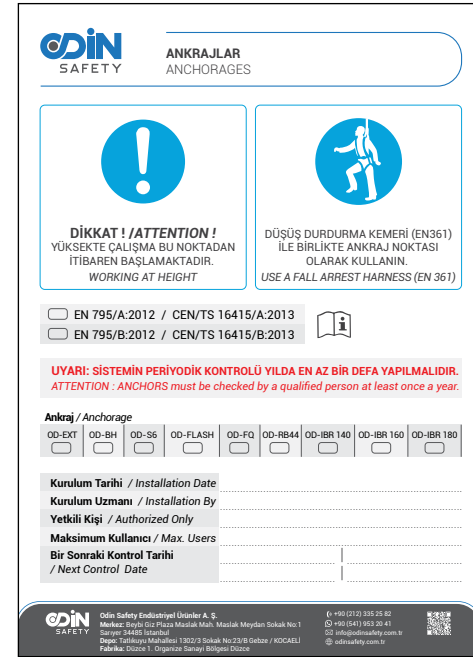 ODiN
SAFETY
ANKRAJLAR
ANCHORAGES
DİKKAT ! /ATTENTION !
YÜKSEKTE ÇALIŞMA BU NOKTADAN
İTİBAREN BAŞLAMAKTADIR.
WORKING AT HEIGHT
DÜŞÜŞ DURDURMA KEMERİ (EN361)
İLE BİRLİKTE ANKRAJ NOKTASI
OLARAK KULLANIN.
USE A FALL ARREST HARNESS (EN 361)
EN 795/A:2012 / CEN/TS 16415/A:2013
EN 795/B:2012 / CEN/TS 16415/B:2013
UYARI: SİSTEMİN PERİYODİK KONTROLÜ YILDA EN AZ BİR DEFA YAPILMALIDIR.
ATTENTION : ANCHORS must be checked by a qualified person at least once a year.
Ankraj / Anchorage
OD-EXT OD-BH OD-S6 OD-FLASH OD-FQ OD-RB44 OD-IBR 140 OD-IBR 160 OD-IBR 180
Kurulum Tarihi / Installation Date
Kurulum Uzmanı / Installation By
Yetkili Kişi / Authorized Only
Maksimum Kullanıcı / Max. Users
Bir Sonraki Kontrol Tarihi
/ Next Control Date
ODiN
SAFETY
Odin Safety Endüstriyel Ürünler A. Ş.
Merkez: Beybi Giz Plaza Maslak Mah. Maslak Meydan Sokak No:1
Sarıyer 34485 İstanbul
Depo: Tatlıkuyu Mahallesi 1302/3 Sokak No:23/B Gebze / KOCAELİ
Fabrika: Düzce 1. Organize Sanayi Bölgesi Düzce
+90 (212) 335 25 82
+90 (541) 953 20 41
info@odinsafety.com.tr
odinsafety.com.tr